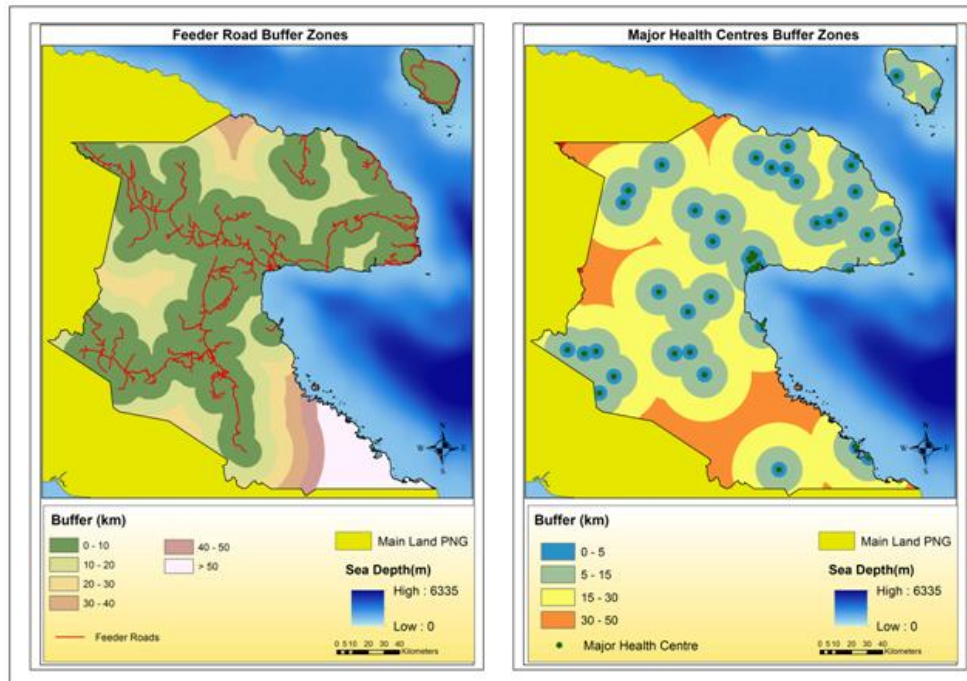 Feeder Road Buffer Zones
N
W E
S
Buffer (km)
0 - 10
10 - 20
20 - 30
30 - 40
40 - 50
> 50
Feeder Roads
Main Land PNG
Sea Depth(m)
High : 6335
Low : 0
0 5 10 20 30 40
Kilometers
Major Health Centres Buffer Zones
N
W E
S
Buffer (km)
0 - 5
5 - 15
15 - 30
30 - 50
Major Health Centre
Main Land PNG
Sea Depth(m)
High : 6335
Low : 0
0 5 10 20 30 40
Kilometers